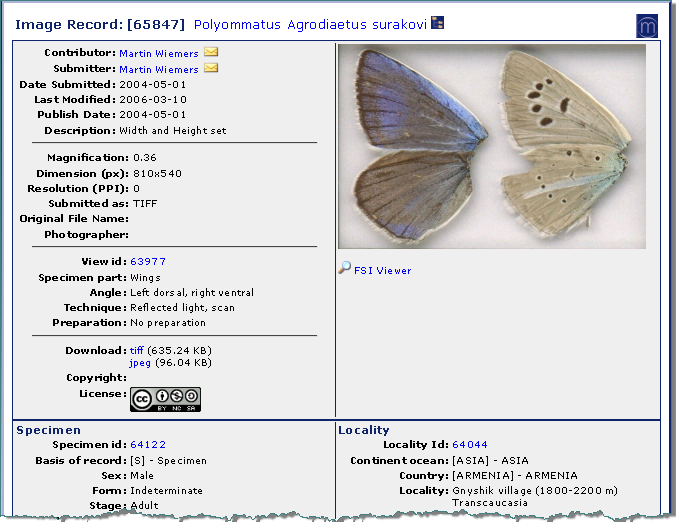 Image Record: [65847] Polyommatus Agrodiaetus surakovi
Contributor: Martin Wiemers
Submitter: Martin Wiemers
Date Submitted: 2004-05-01
Last Modified: 2006-03-10
Publish Date: 2004-05-01
Description: Width and Height set
Magnification: 0.36
Dimension (px): 810x540
Resolution (PPI): 0
Submitted as: TIFF
Original File Name:
Photographer:
View id: 63977
Specimen part: Wings
Angle: Left dorsal, right ventral
Technique: Reflected light, scan
Preparation: No preparation
Download: tiff (635.24 KB)
jpeg (96.04 KB)
Copyright:
License:
cc
BY NC SA
m
FSI Viewer
Specimen
Specimen id: 64122
Basis of record: [S] - Specimen
Sex: Male
Form: Indeterminate
Stage: Adult
Locality
Locality Id: 64044
Continent ocean: [ASIA] - ASIA
Country: [ARMENIA] - ARMENIA
Locality: Gnyshik village (1800-2200 m)
Transcaucasia